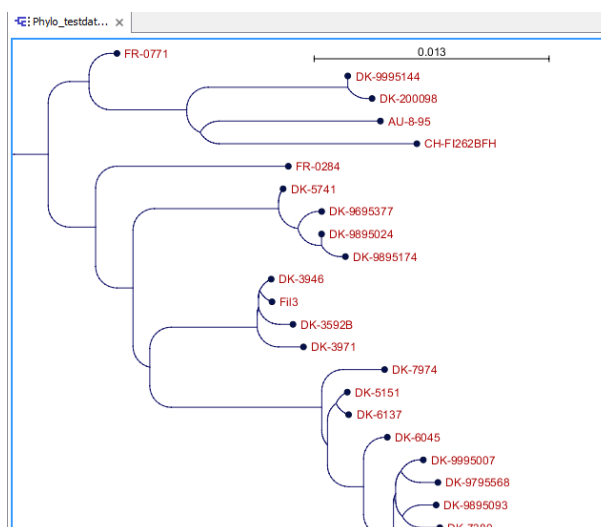 Phylo_testdat...
FR-0771
0.013
DK-9995144
DK-200098
AU-8-95
CH-FI262BFH
FR-0284
DK-5741
DK-9695377
DK-9895024
DK-9895174
DK-3946
Fil3
DK-3592B
DK-3971
DK-7974
DK-5151
DK-6137
DK-6045
DK-9995007
DK-9795568
DK-9895093